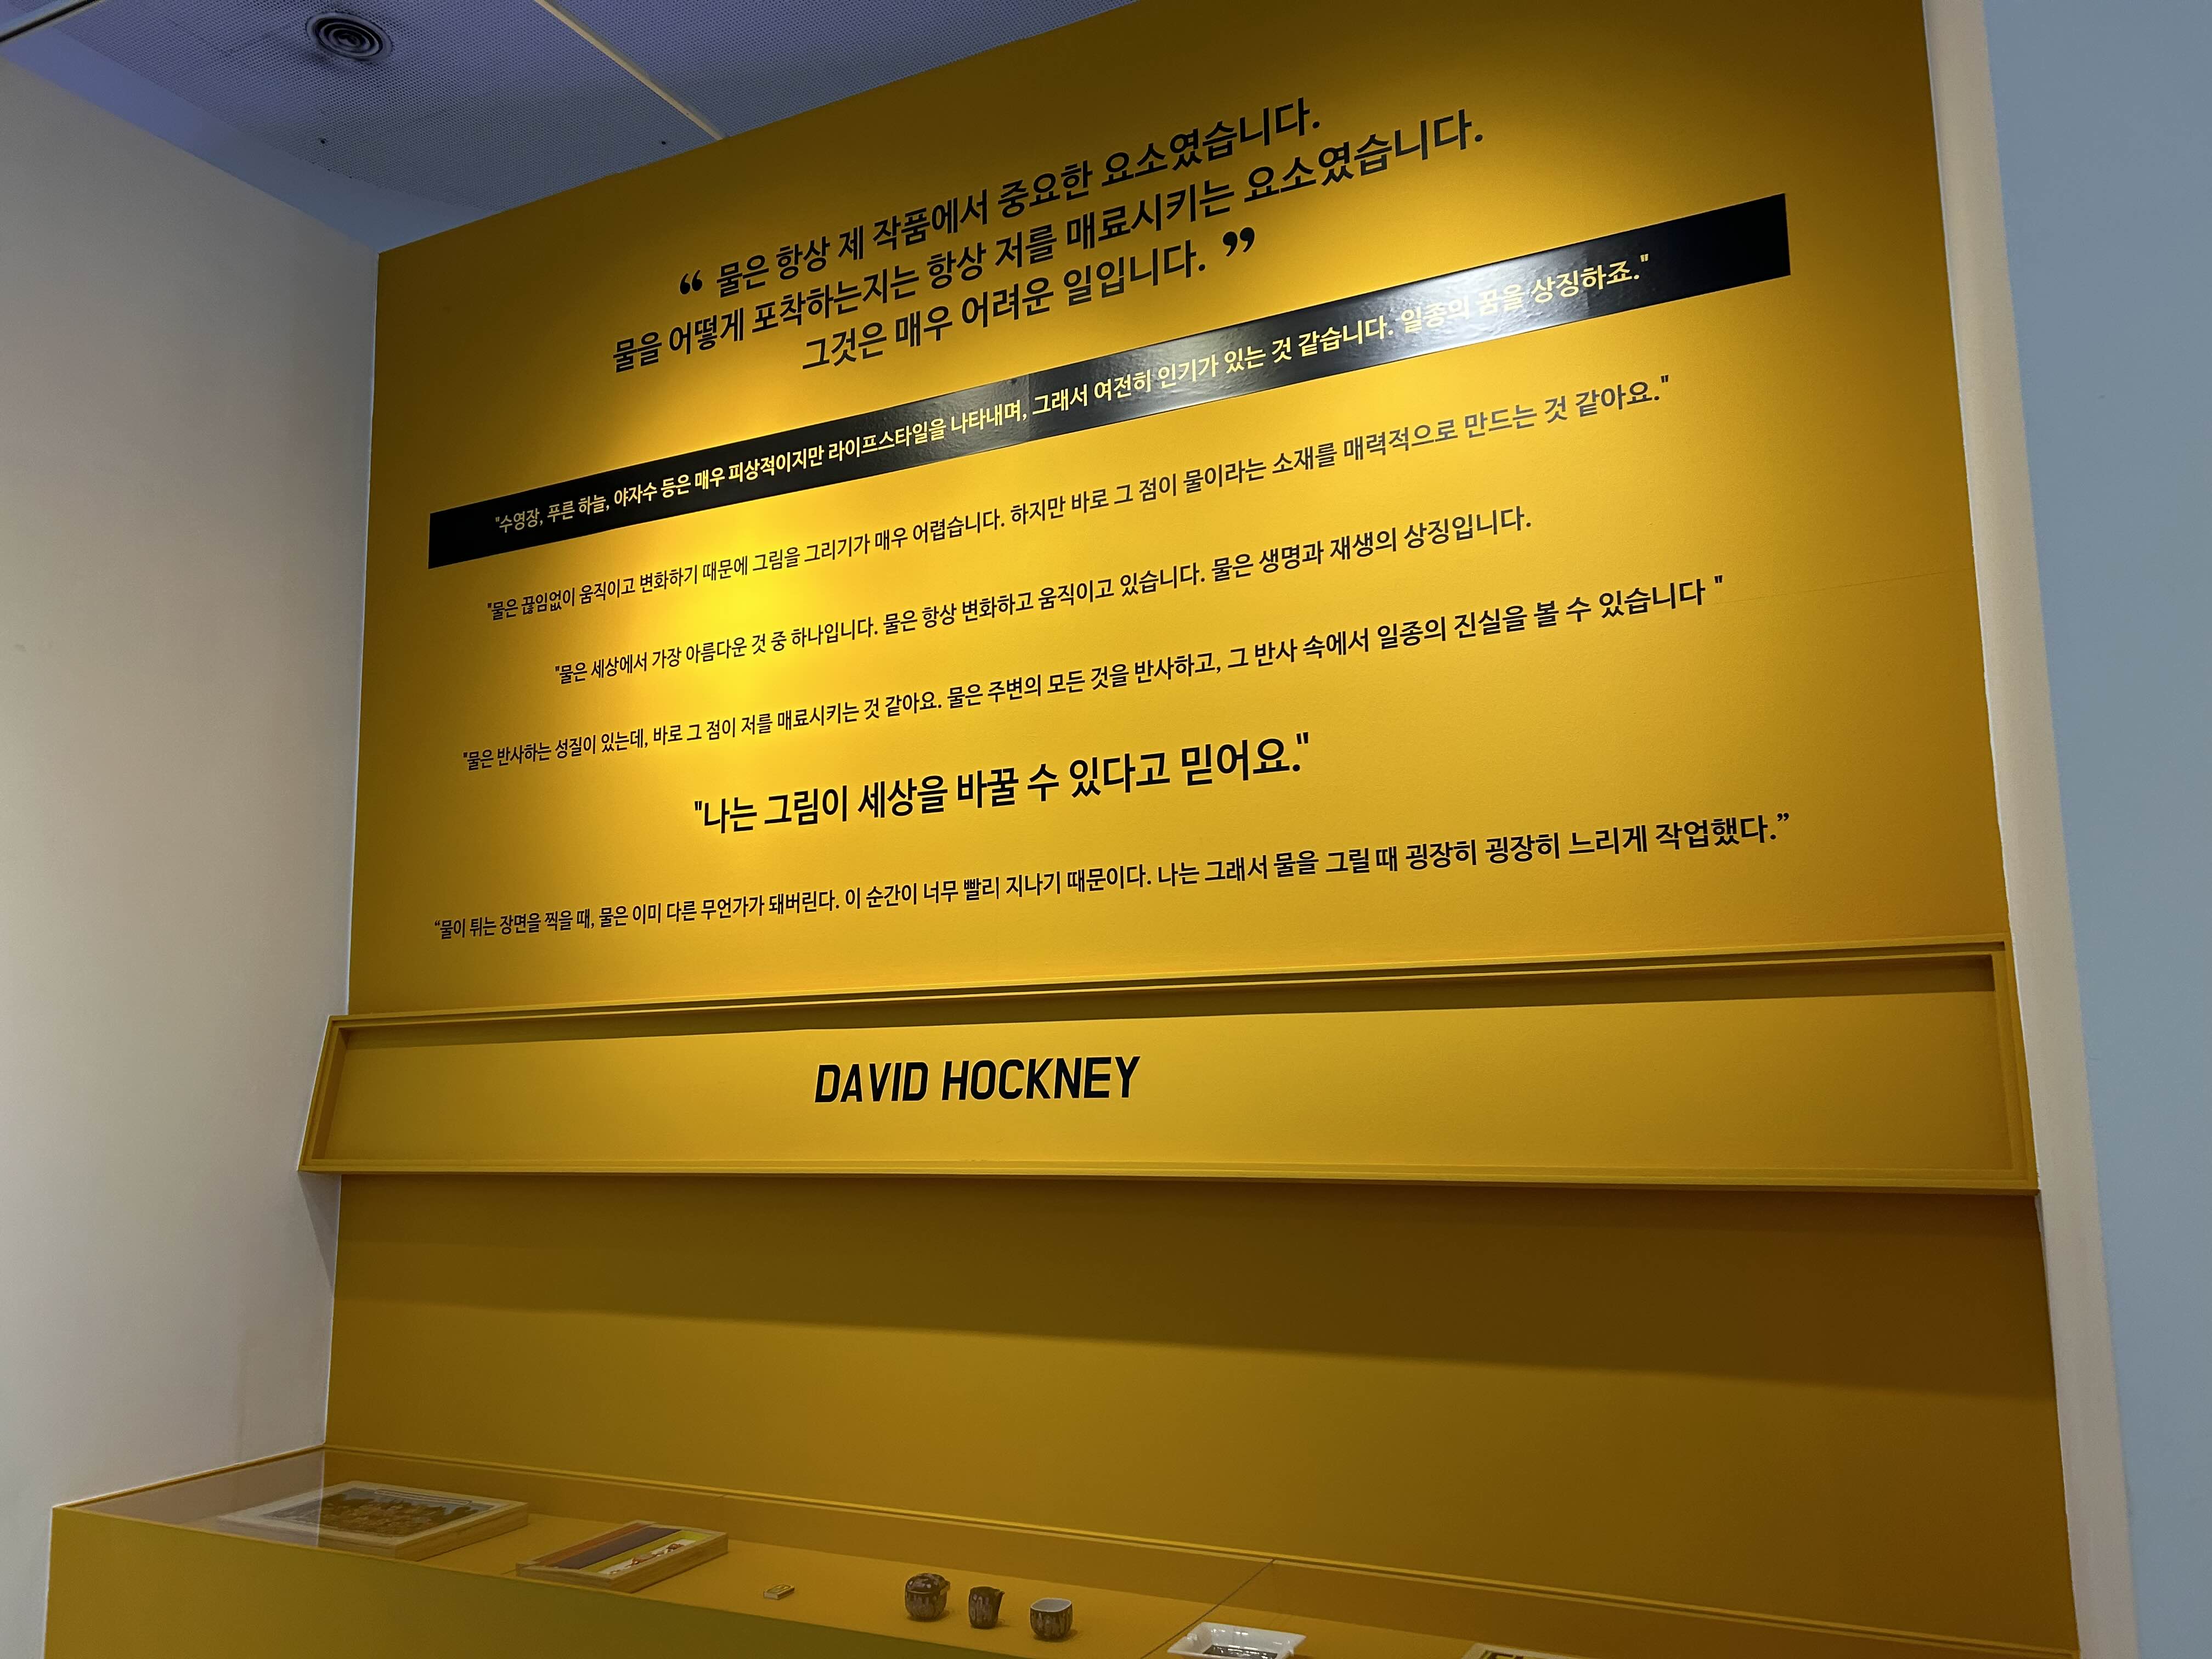 “ 물은 항상 제 작품에서 중요한 요소였습니다.
물을 어떻게 포착하는지는 항상 저를 매료시키는 요소였습니다.
그것은 매우 어려운 일입니다. ”
"수영장, 푸른 하늘, 야자수 등은 매우 피상적이지만 라이프스타일을 나타내며, 그래서 여전히 인기가 있는 것 같습니다. 일종의 꿈을 상징하죠."
"물은 끊임없이 움직이고 변화하기 때문에 그림을 그리기가 매우 어렵습니다. 하지만 바로 그 점이 물이라는 소재를 매력적으로 만드는 것 같아요."
"물은 세상에서 가장 아름다운 것 중 하나입니다. 물은 항상 변화하고 움직이고 있습니다. 물은 생명과 재생의 상징입니다.
"물은 반사하는 성질이 있는데, 바로 그 점이 저를 매료시키는 것 같아요. 물은 주변의 모든 것을 반사하고, 그 반사 속에서 일종의 진실을 볼 수 있습니다 "
"나는 그림이 세상을 바꿀 수 있다고 믿어요."
“물이 튀는 장면을 찍을 때, 물은 이미 다른 무언가가 돼버린다. 이 순간이 너무 빨리 지나기 때문이다. 나는 그래서 물을 그릴 때 굉장히 굉장히 느리게 작업했다.”
DAVID HOCKNEY